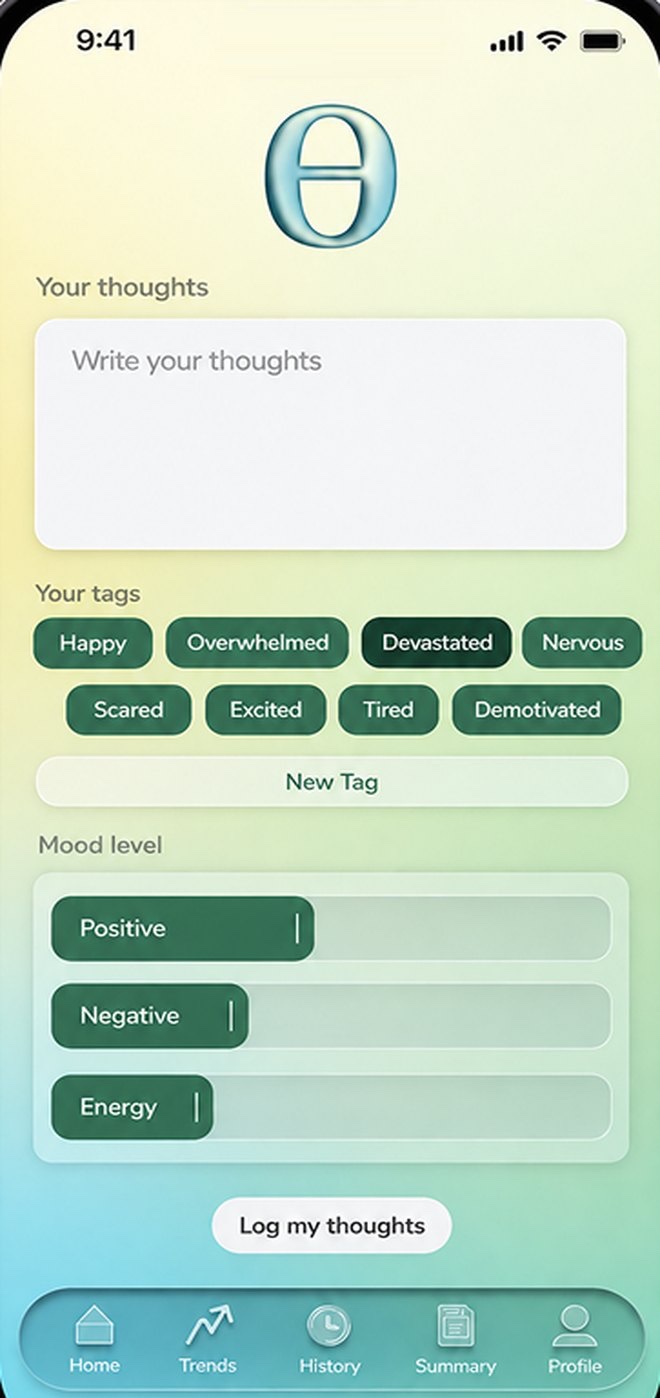 9:41
θ
Your thoughts
Write your thoughts
Your tags
Happy Overwhelmed Devastated Nervous
Scared Excited Tired Demotivated
New Tag
Mood level
Positive
Negative
Energy
Log my thoughts
Home Trends History Summary Profile